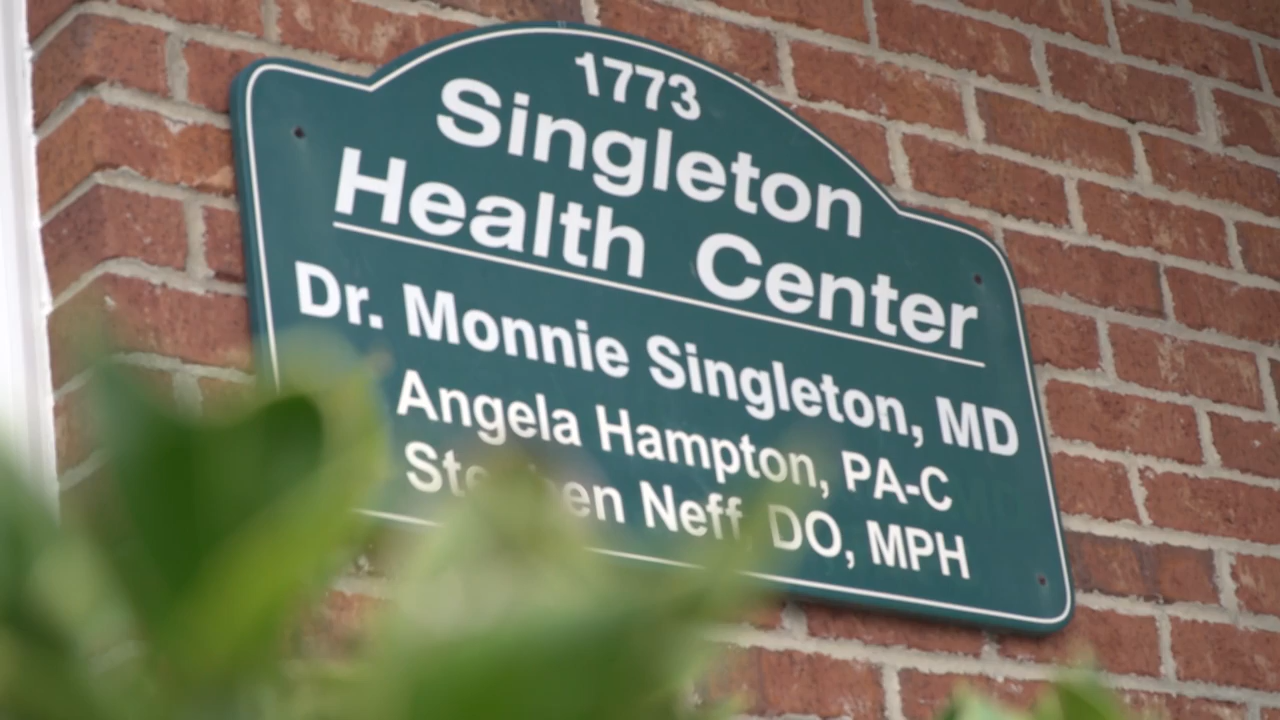 1773
Singleton
Health Center
Dr. Monnie Singleton, MD
Angela Hampton, PA-C
Neff, DO, MPH